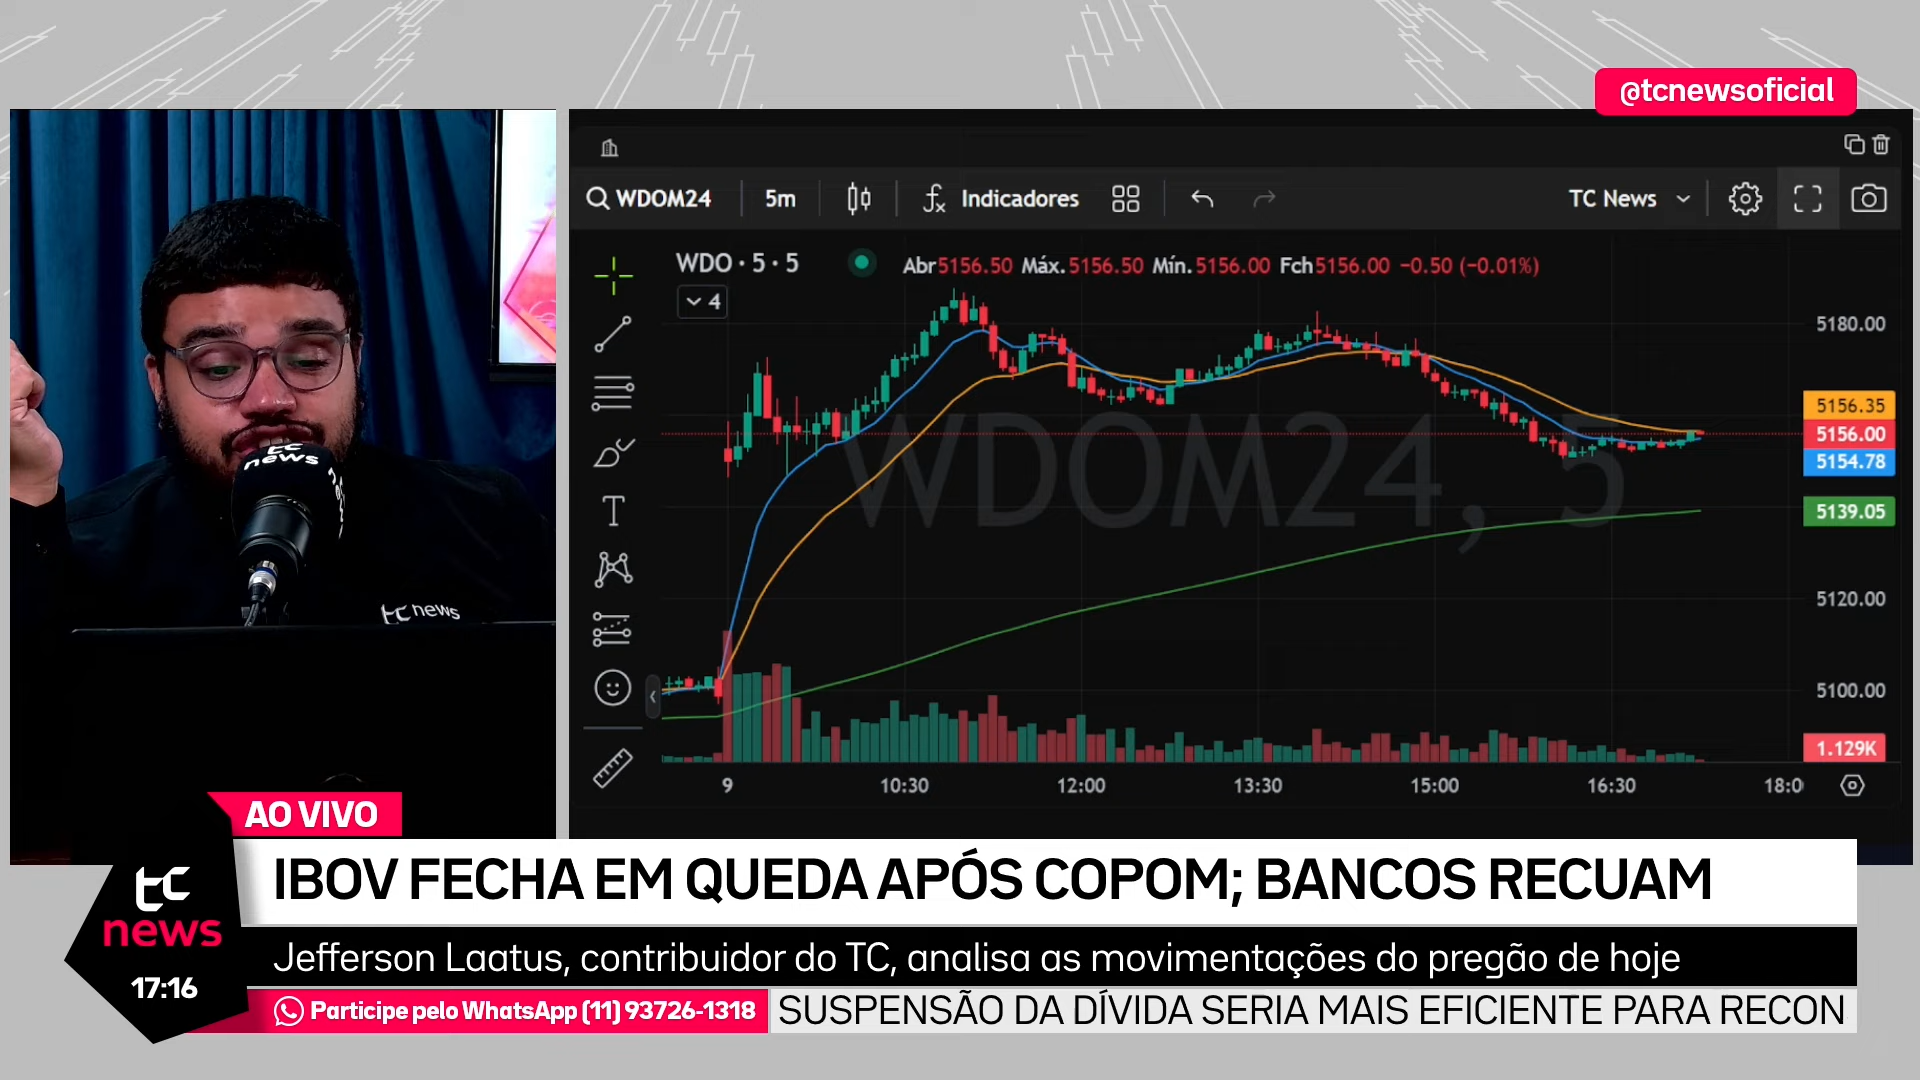 @tcnewsoficial
WDOM24 5m Indicadores TC News
WDO · 5 · 5 Abr5156.50 Máx.5156.50 Mín.5156.00 Fch5156.00 −0.50 (−0.01%)
4
WDOM24, 5
5180.00
5156.35
5156.00
5154.78
5139.05
5120.00
5100.00
1.129K
9 10:30 12:00 13:30 15:00 16:30 18:0
tc news
tc news
AO VIVO
IBOV FECHA EM QUEDA APÓS COPOM; BANCOS RECUAM
Jefferson Laatus, contribuidor do TC, analisa as movimentações do pregão de hoje
tc
news
17:16
Participe pelo WhatsApp (11) 93726-1318
SUSPENSÃO DA DÍVIDA SERIA MAIS EFICIENTE PARA RECON